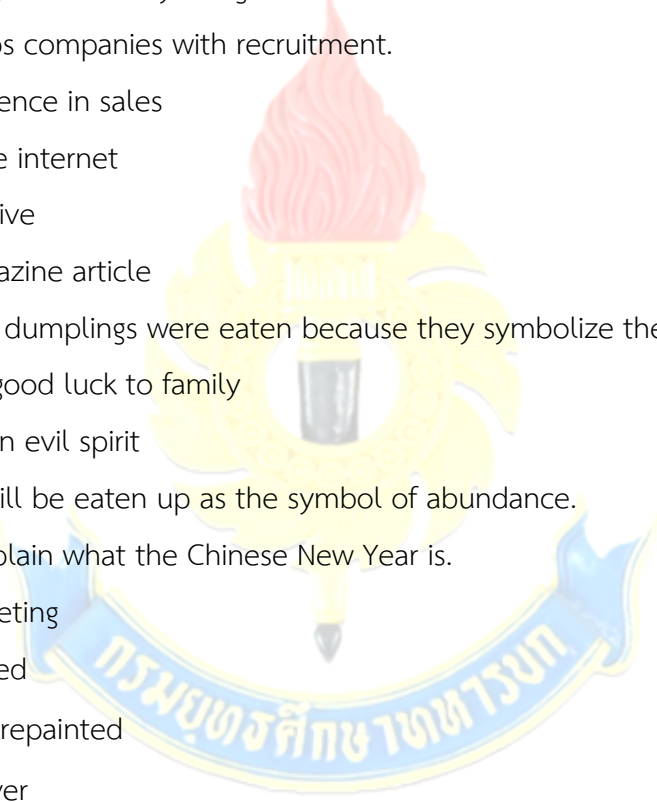 os companies with recruitment.
ence in sales
e internet
ive
azine article
dumplings were eaten because they symbolize the
good luck to family
n evil spirit
ill be eaten up as the symbol of abundance.
plain what the Chinese New Year is.
eting
ed
repainted
ver
กรมยุทธศึกษาทหารบก